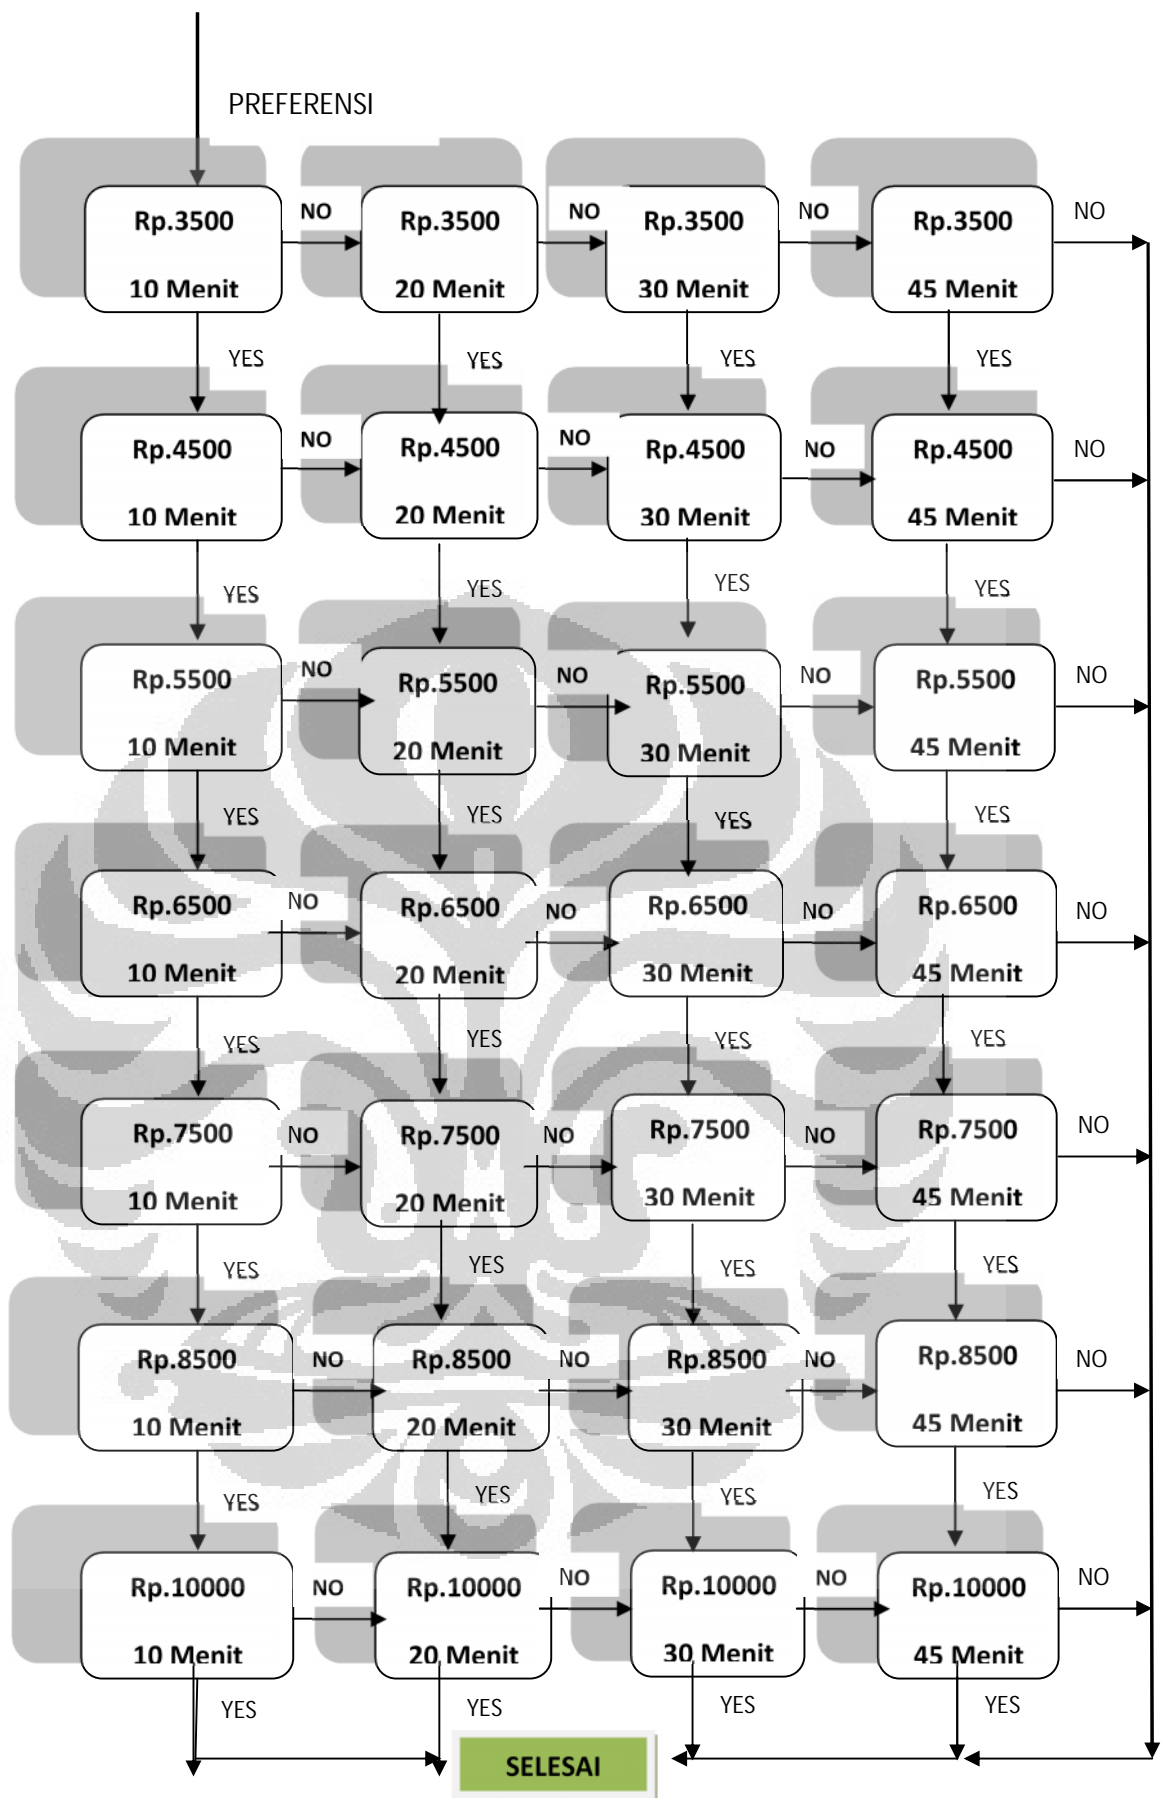 PREFERENSI
Rp.3500 NO Rp.3500 NO Rp.3500 NO Rp.3500 NO
10 Menit 20 Menit 30 Menit 45 Menit
YES YES YES YES
Rp.4500 NO Rp.4500 NO Rp.4500 NO Rp.4500 NO
10 Menit 20 Menit 30 Menit 45 Menit
YES YES YES YES
Rp.5500 NO Rp.5500 NO Rp.5500 NO Rp.5500 NO
10 Menit 20 Menit 30 Menit 45 Menit
YES YES YES YES
Rp.6500 NO Rp.6500 NO Rp.6500 NO Rp.6500 NO
10 Menit 20 Menit 30 Menit 45 Menit
YES YES YES YES
Rp.7500 NO Rp.7500 NO Rp.7500 NO Rp.7500 NO
10 Menit 20 Menit 30 Menit 45 Menit
YES YES YES YES
Rp.8500 NO Rp.8500 NO Rp.8500 NO Rp.8500 NO
10 Menit 20 Menit 30 Menit 45 Menit
YES YES YES YES
Rp.10000 NO Rp.10000 NO Rp.10000 NO Rp.10000 NO
10 Menit 20 Menit 30 Menit 45 Menit
YES YES YES YES
SELESAI